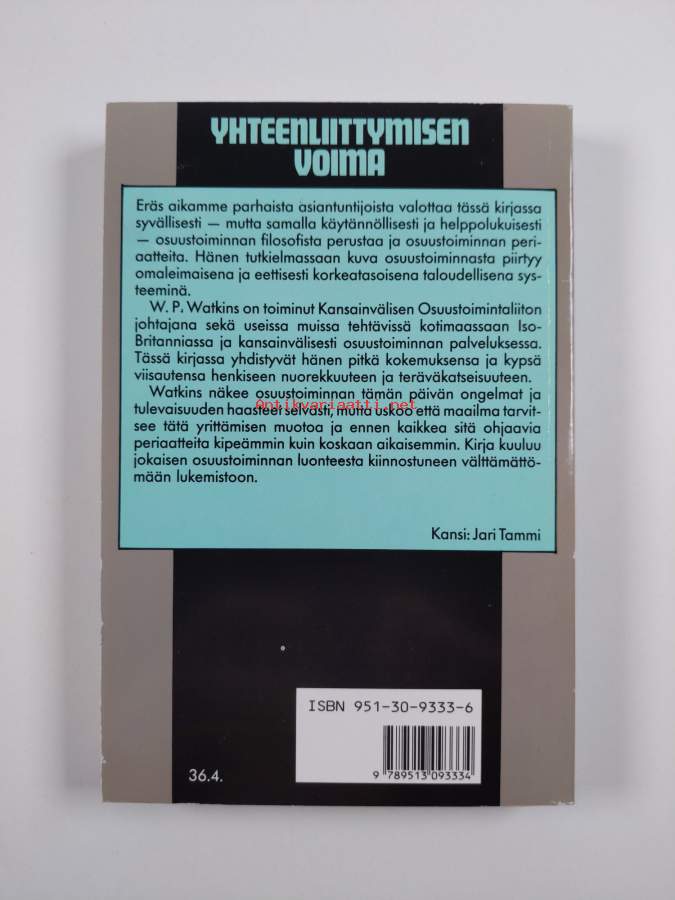 YHTEENLIITTYMISEN
VOIMA
Eräs aikamme parhaista asiantuntijoista valottaa tässä kirjassa
syvällisesti — mutta samalla käytännöllisesti ja helppolukuisesti
— osuustoiminnan filosofista perustaa ja osuustoiminnan peri-
aatteita. Hänen tutkielmassaan kuva osuustoiminnasta piirtyy
omaleimaisena ja eettisesti korkeatasoisena taloudellisena sys-
teeminä.
W. P. Watkins on toiminut Kansainvälisen Osuustoimintaliiton
johtajana sekä useissa muissa tehtävissä kotimaassaan Iso-
Britanniassa ja kansainvälisesti osuustoiminnan palveluksessa.
Tässä kirjassa yhdistyvät hänen pitkä kokemuksensa ja kypsä
viisautensa henkiseen nuorekkuuteen ja teräväkatseisuuteen.
Watkins näkee osuustoiminnan tämän päivän ongelmat ja
Antikvariaatti.net
tulevaisuuden haasteet selvästi, mutta uskoo että maailma tarvit-
see tätä yrittämisen muotoa ja ennen kaikkea sitä ohjaavia
periaatteita kipeämmin kuin koskaan aikaisemmin. Kirja kuuluu
jokaisen osuustoiminnan luonteesta kiinnostuneen välttämättö-
mään lukemistoon.
Kansi: Jari Tammi
ISBN 951-30-9333-6
9 789513 093334
36.4.